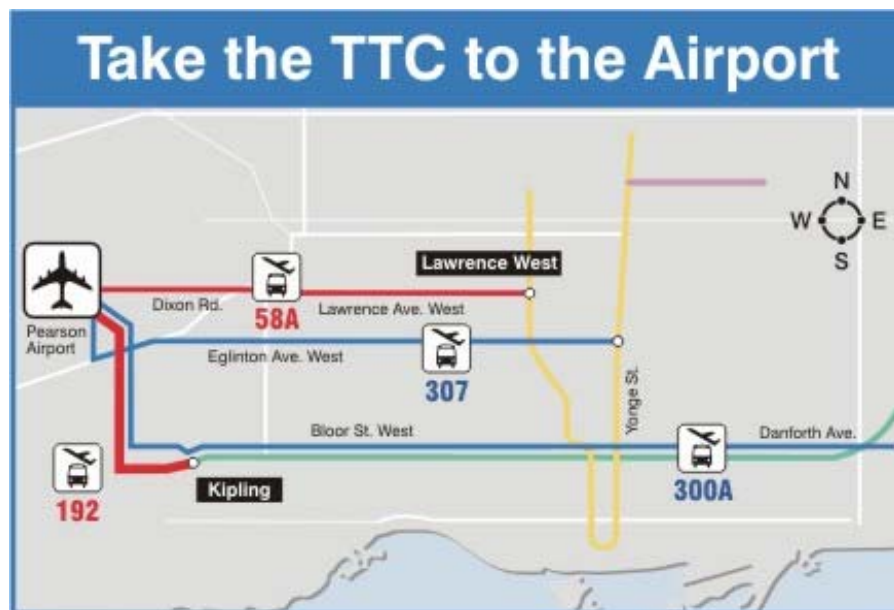 Take the TTC to the Airport
N
W E
S
Lawrence West
Dixon Rd.
58A
Lawrence Ave. West
Pearson
Airport
Eglinton Ave. West
307
Yonge St.
Bloor St. West
Danforth Ave.
192
Kipling
300A